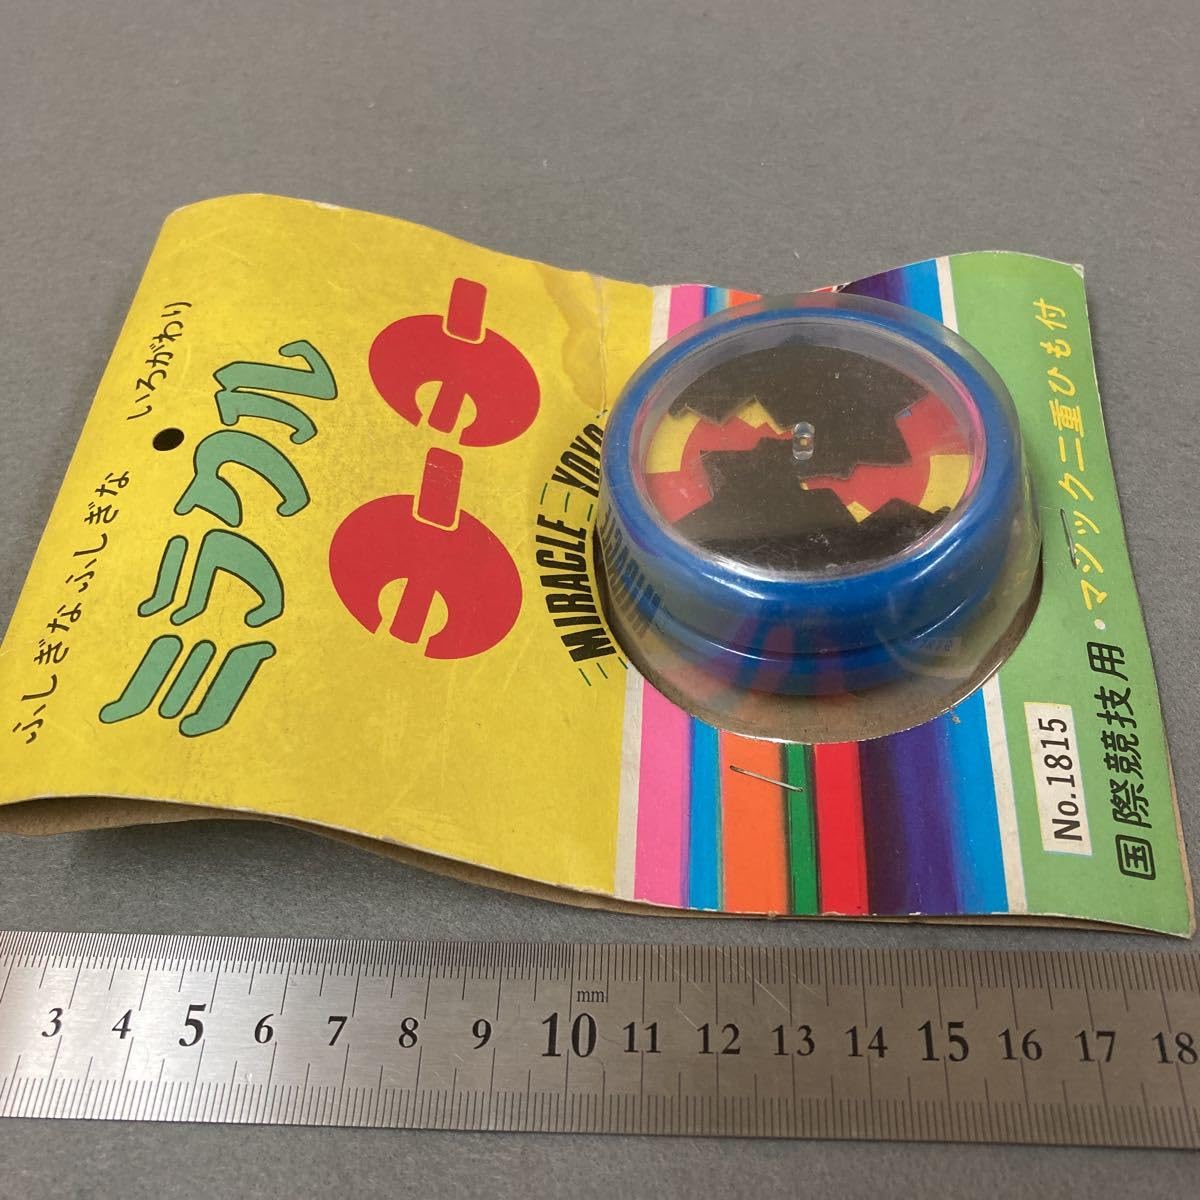 ふしぎなふしぎな いろがわり
ミラクル
ヨーヨー
MIRACLE YOYO
No.1815
国際競技用・マジック二重ひも付
3 4 5 6 7 8 9 10 11 12 13 14 15 16 17 18
mm